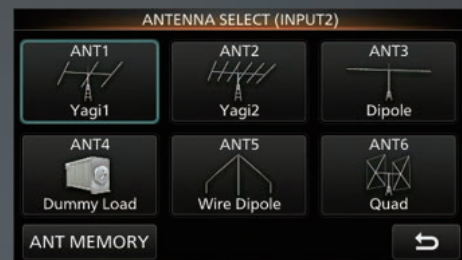 ANTENNA SELECT (INPUT2)
ANT1
Yagi1
ANT2
Yagi2
ANT3
Dipole
ANT4
Dummy Load
ANT5
Wire Dipole
ANT6
Quad
ANT MEMORY